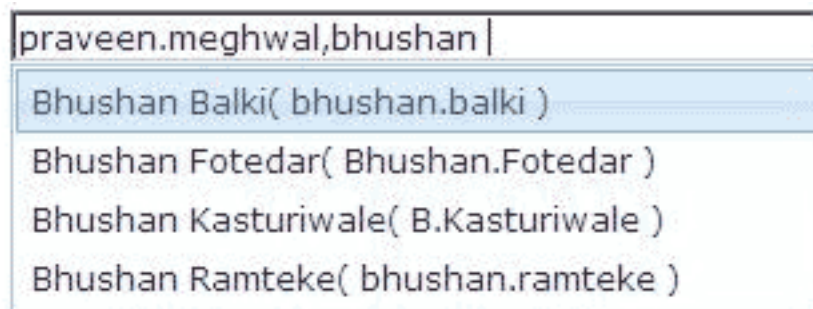 praveen.meghwal,bhushan
Bhushan Balki( bhushan.balki )
Bhushan Fotedar( Bhushan.Fotedar )
Bhushan Kasturiwale( B.Kasturiwale )
Bhushan Ramteke( bhushan.ramteke )